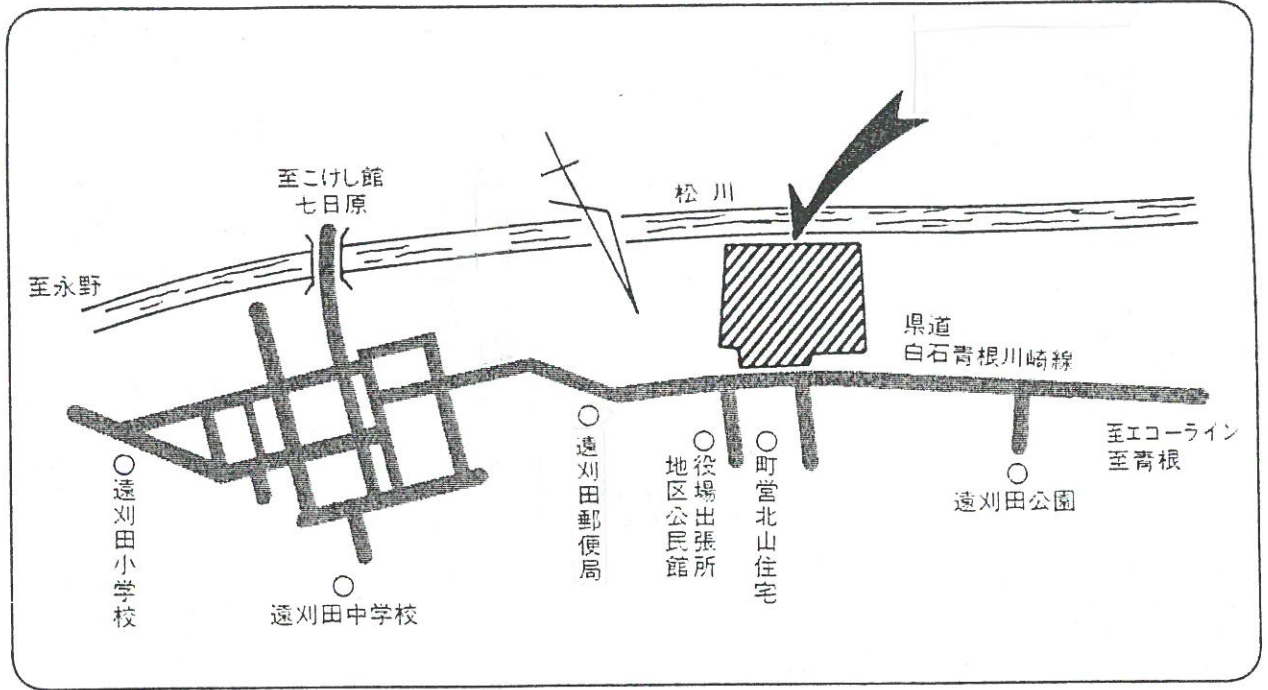 至こけし館
七日原
松川
至永野
県道
白石青根川崎線
至エコーライン
至青根
遠刈田公園
町営北山住宅
役場出張所
地区公民館
遠刈田郵便局
遠刈田中学校
遠刈田小学校